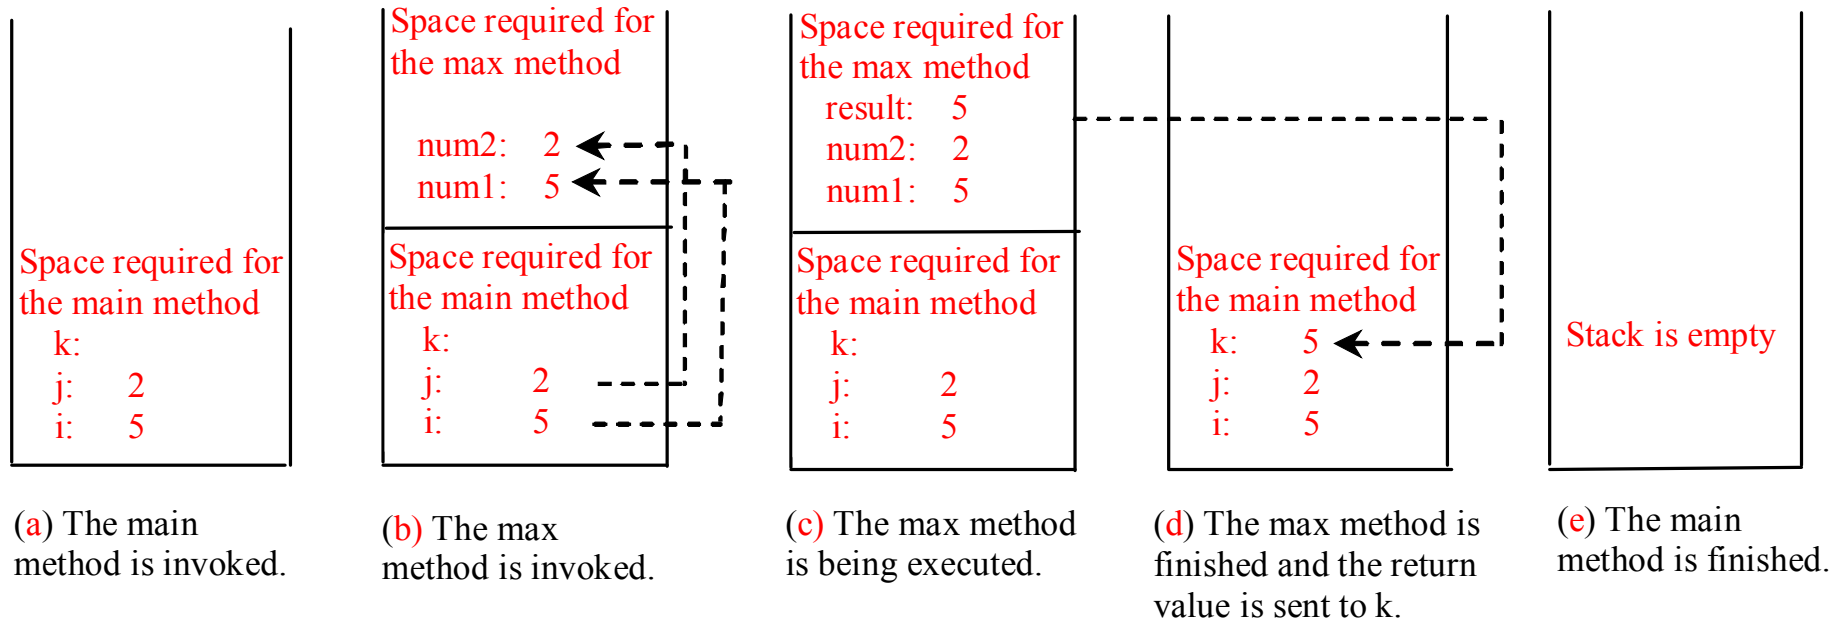 Space required for
the main method
k:
j: 2
i: 5
(a) The main
method is invoked.
Space required for
the max method
num2: 2
num1: 5
Space required for
the main method
k:
j: 2
i: 5
(b) The max
method is invoked.
Space required for
the max method
result: 5
num2: 2
num1: 5
Space required for
the main method
k:
j: 2
i: 5
(c) The max method
is being executed.
Space required for
the main method
k: 5
j: 2
i: 5
(d) The max method is
finished and the return
value is sent to k.
Stack is empty
(e) The main
method is finished.